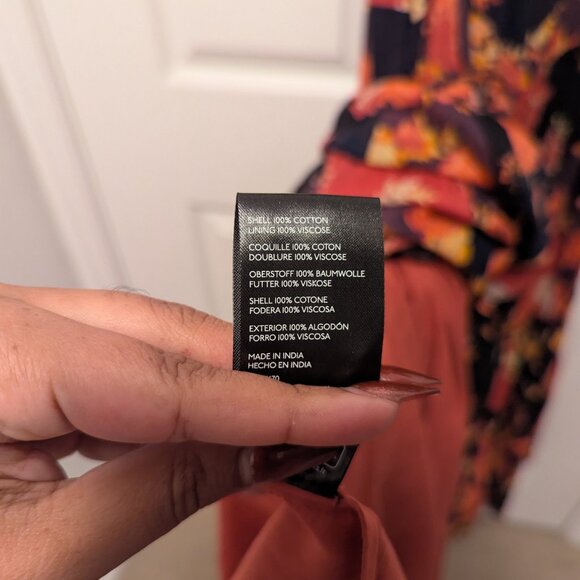 SHELL 100% COTTON
LINING 100% VISCOSE
COQUILLE 100% COTON
DOUBLURE 100% VISCOSE
OBERSTOFF 100% BAUMWOLLE
FUTTER 100% VISKOSE
SHELL 100% COTONE
FODERA 100% VISCOSA
EXTERIOR 100% ALGODÓN
FORRO 100% VISCOSA
MADE IN INDIA
HECHO EN INDIA